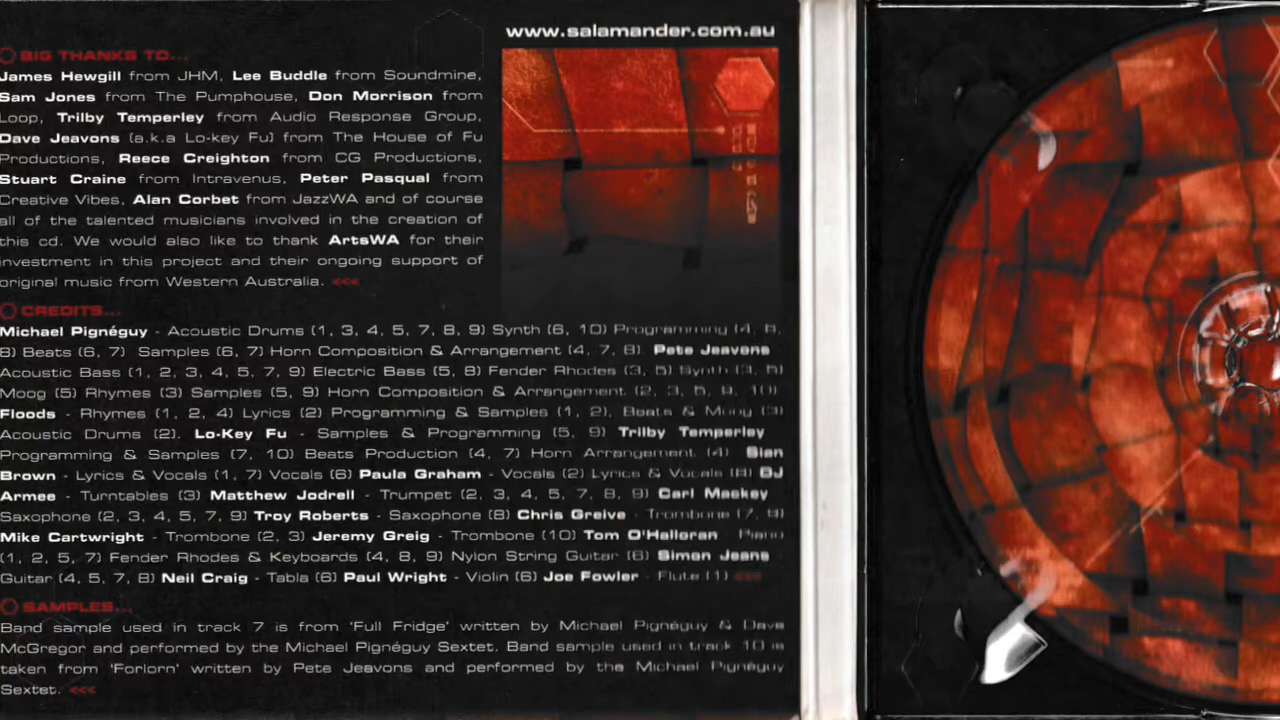 www.salamander.com.au
BIG THANKS TO...
James Hewgill from JHM, Lee Buddle from Soundmine,
Sam Jones from The Pumphouse, Don Morrison from
Loop, Trilby Temperley from Audio Response Group,
Dave Jeavons (a.k.a Lo-key Fu) from The House of Fu
Productions, Reece Creighton from CG Productions,
Stuart Craine from Intravenus, Peter Pasqual from
Creative Vibes, Alan Corbet from JazzWA and of course
all of the talented musicians involved in the creation of
this cd. We would also like to thank ArtsWA for their
investment in this project and their ongoing support of
original music from Western Australia. <<<
CREDITS...
Michael Pignéguy - Acoustic Drums (1, 3, 4, 5, 7, 8, 9) Synth (6, 10) Programming (4, 6,
8) Beats (6, 7) Samples (6, 7) Horn Composition & Arrangement (4, 7, 8). Pete Jeavons
Acoustic Bass (1, 2, 3, 4, 5, 7, 9) Electric Bass (5, 8) Fender Rhodes (3, 5) Synth (3, 5)
Moog (5) Rhymes (3) Samples (5, 9) Horn Composition & Arrangement (2, 3, 5, 9, 10)
Floods - Rhymes (1, 2, 4) Lyrics (2) Programming & Samples (1, 2), Beats & Moog (3)
Acoustic Drums (2). Lo-Key Fu - Samples & Programming (5, 9) Trilby Temperley
Programming & Samples (7, 10) Beats Production (4, 7) Horn Arrangement (4) Sian
Brown - Lyrics & Vocals (1, 7) Vocals (6) Paula Graham - Vocals (2) Lyrics & Vocals (8) DJ
Armee - Turntables (3) Matthew Jodrell - Trumpet (2, 3, 4, 5, 7, 8, 9) Carl Mackey
Saxophone (2, 3, 4, 5, 7, 9) Troy Roberts - Saxophone (8) Chris Greive - Trombone (7, 9)
Mike Cartwright - Trombone (2, 3) Jeremy Greig - Trombone (10) Tom O'Halloran Piano
(1, 2, 5, 7) Fender Rhodes & Keyboards (4, 8, 9) Nylon String Guitar (6) Simon Jeans
Guitar (4, 5, 7, 8) Neil Craig - Tabla (6) Paul Wright - Violin (6) Joe Fowler - Flute (1) <<<
SAMPLES...
Band sample used in track 7 is from 'Full Fridge' written by Michael Pignéguy & Dave
McGregor and performed by the Michael Pignéguy Sextet. Band sample used in track 10 is
taken from 'Forlorn' written by Pete Jeavons and performed by the Michael Pignéguy
Sextet. <<<